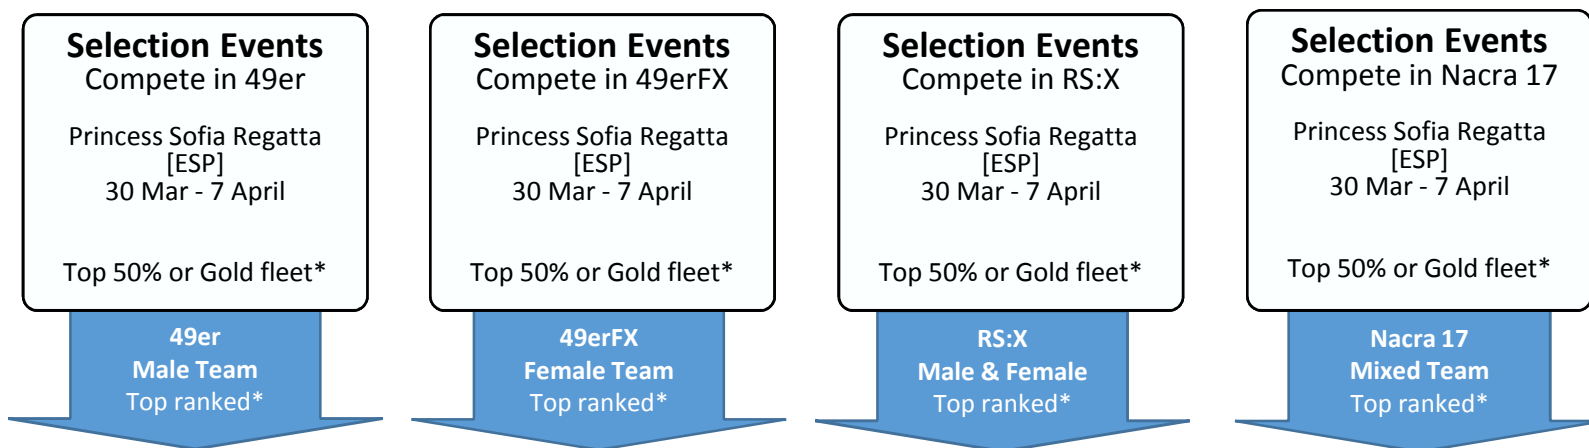 Selection Events
Compete in 49er
Princess Sofia Regatta
[ESP]
30 Mar - 7 April
Top 50% or Gold fleet*
49er
Male Team
Top ranked*
Selection Events
Compete in 49erFX
Princess Sofia Regatta
[ESP]
30 Mar - 7 April
Top 50% or Gold fleet*
49erFX
Female Team
Top ranked*
Selection Events
Compete in RS:X
Princess Sofia Regatta
[ESP]
30 Mar - 7 April
Top 50% or Gold fleet*
RS:X
Male & Female
Top ranked*
Selection Events
Compete in Nacra 17
Princess Sofia Regatta
[ESP]
30 Mar - 7 April
Top 50% or Gold fleet*
Nacra 17
Mixed Team
Top ranked*